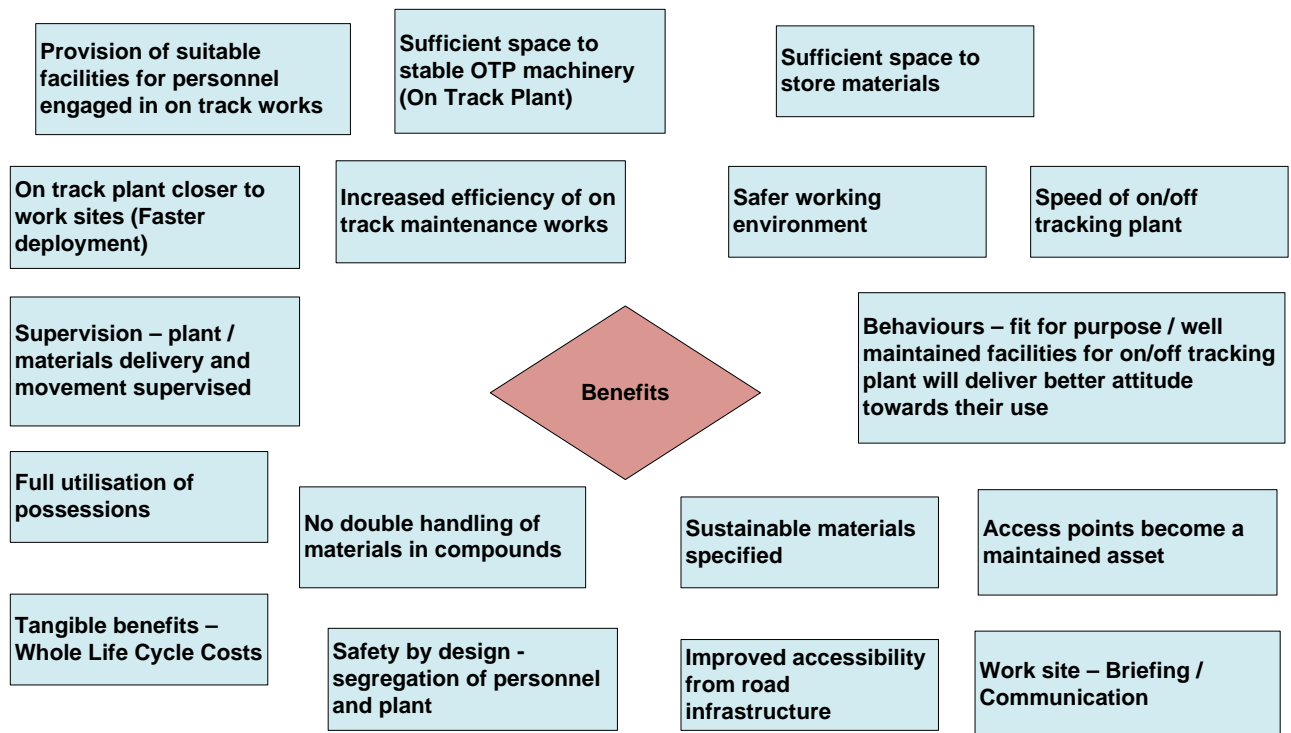 Provision of suitable
facilities for personnel
engaged in on track works
Sufficient space to
stable OTP machinery
(On Track Plant)
Sufficient space to
store materials
On track plant closer to
work sites (Faster
deployment)
Increased efficiency of on
track maintenance works
Safer working
environment
Speed of on/off
tracking plant
Supervision – plant /
materials delivery and
movement supervised
Benefits
Behaviours – fit for purpose / well
maintained facilities for on/off tracking
plant will deliver better attitude
towards their use
Full utilisation of
possessions
No double handling of
materials in compounds
Sustainable materials
specified
Access points become a
maintained asset
Tangible benefits –
Whole Life Cycle Costs
Safety by design -
segregation of personnel
and plant
Improved accessibility
from road
infrastructure
Work site – Briefing /
Communication